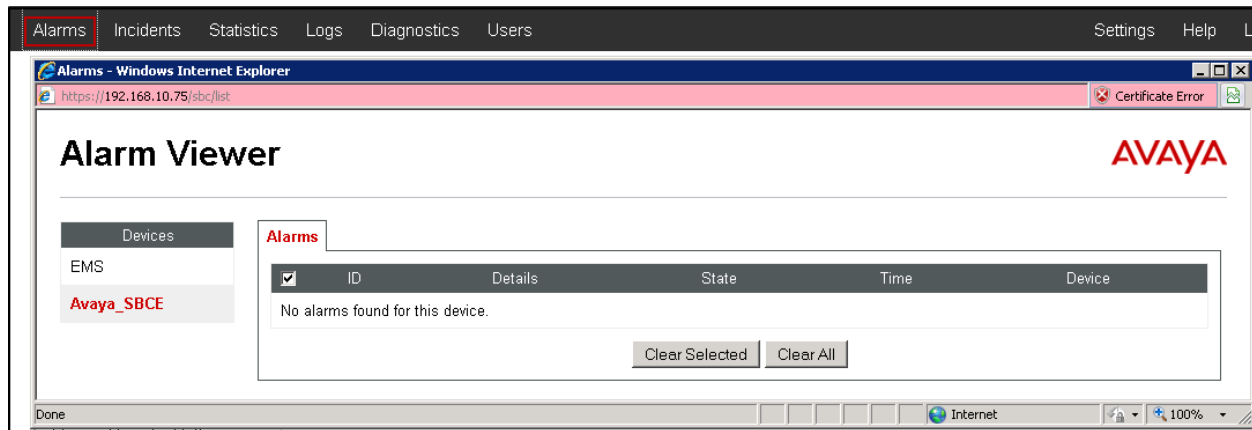 Alarms Incidents Statistics Logs Diagnostics Users Settings Help L
Alarms - Windows Internet Explorer
https://192.168.10.75/sbc/list Certificate Error
Alarm Viewer AVAYA
Devices Alarms
EMS ID Details State Time Device
Avaya_SBCE No alarms found for this device.
Clear Selected Clear All
Done Internet 100%